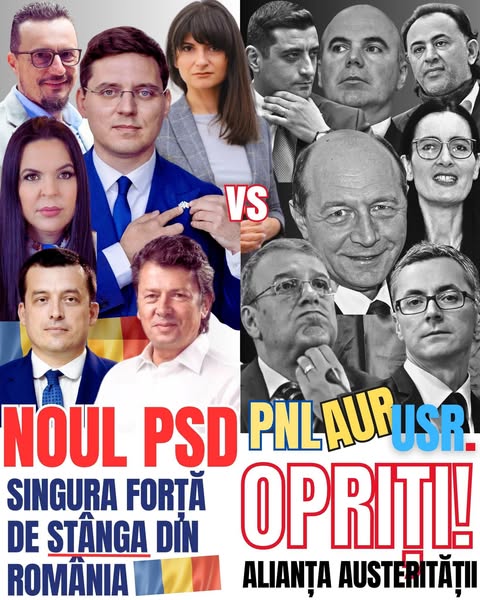 VS
NOUL PSD
SINGURA FORȚĂ
DE STÂNGA DIN
ROMÂNIA
PNL AUR USR.
OPRIȚI!
ALIANȚA AUSTERITĂȚII